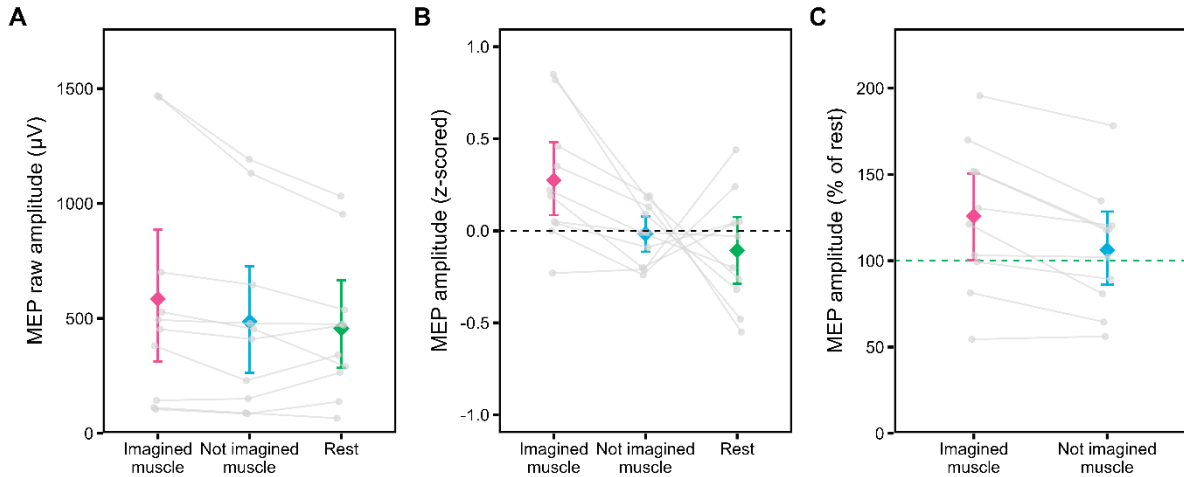 A
MEP raw amplitude (µV)
1500
1000
500
0
Imagined
muscle
Not imagined
muscle
Rest
B
MEP amplitude (z-scored)
1.0
0.5
0.0
-0.5
-1.0
Imagined
muscle
Not imagined
muscle
Rest
C
MEP amplitude (% of rest)
200
150
100
50
0
Imagined
muscle
Not imagined
muscle